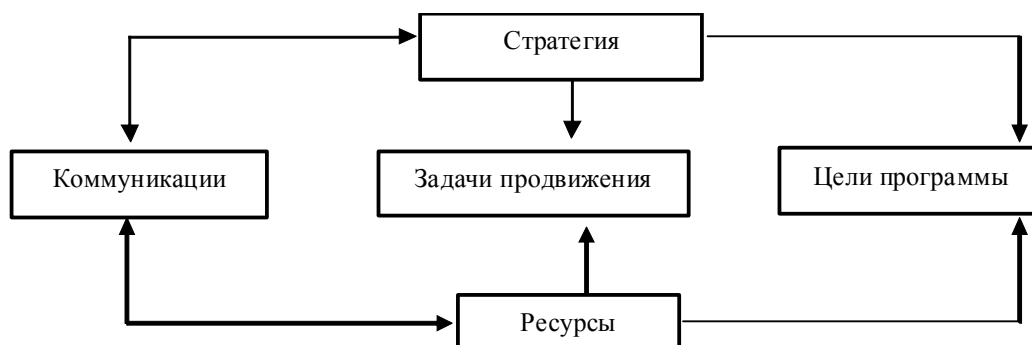 Стратегия
Коммуникации
Задачи продвижения
Цели программы
Ресурсы